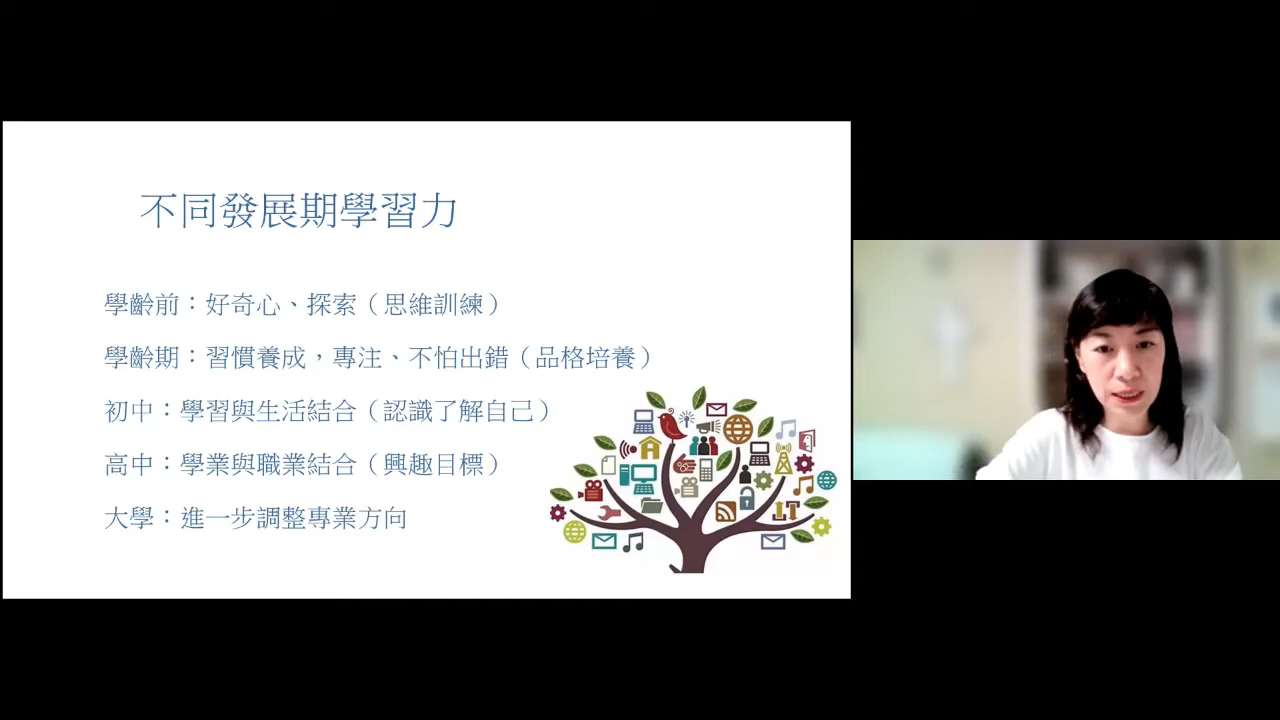 不同發展期學習力
學齡前：好奇心、探索（思維訓練）
學齡期：習慣養成，專注、不怕出錯（品格培養）
初中：學習與生活結合（認識了解自己）
高中：學業與職業結合（興趣目標）
大學：進一步調整專業方向